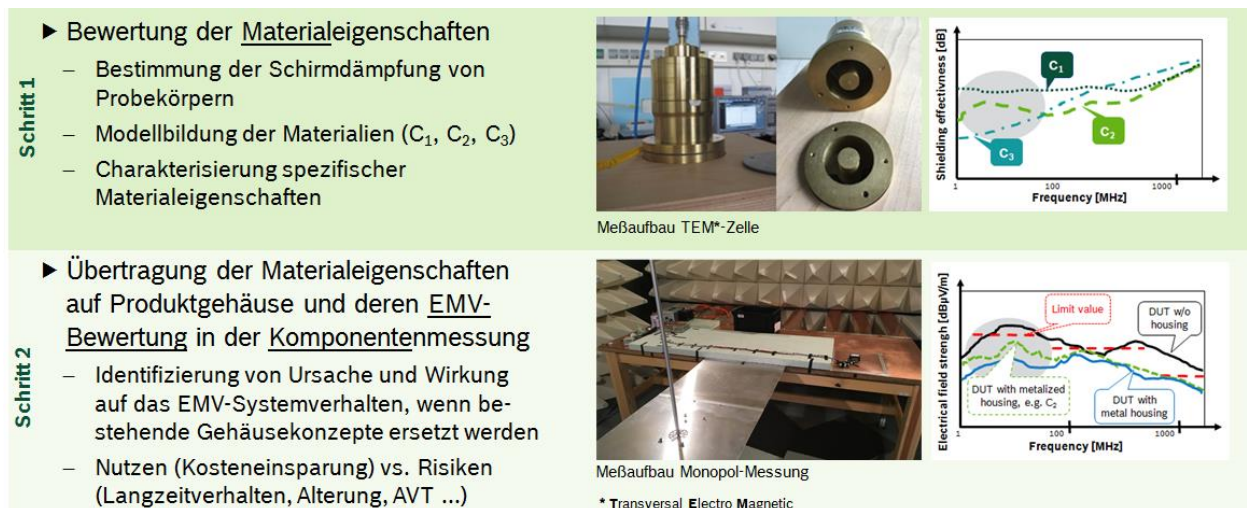 Schritt 1
▶ Bewertung der Materialeigenschaften
– Bestimmung der Schirmdämpfung von
Probekörpern
– Modellbildung der Materialien (C₁, C₂, C₃)
– Charakterisierung spezifischer
Materialeigenschaften
Meßaufbau TEM*-Zelle
Shielding effectivness [dB]
C₁
C₂
C₃
1
100
1000
Frequency [MHz]
Schritt 2
▶ Übertragung der Materialeigenschaften
auf Produktgehäuse und deren EMV-
Bewertung in der Komponentenmessung
– Identifizierung von Ursache und Wirkung
auf das EMV-Systemverhalten, wenn be-
stehende Gehäusekonzepte ersetzt werden
– Nutzen (Kosteneinsparung) vs. Risiken
(Langzeitverhalten, Alterung, AVT ...)
Meßaufbau Monopol-Messung
* Transversal Electro Magnetic
Electrical field strength [dBpV/m]
Limit value
DUT w/o
housing
DUT with metalized
housing, e.g. C₂
DUT with
metal housing
1
100
1000
Frequency [MHz]